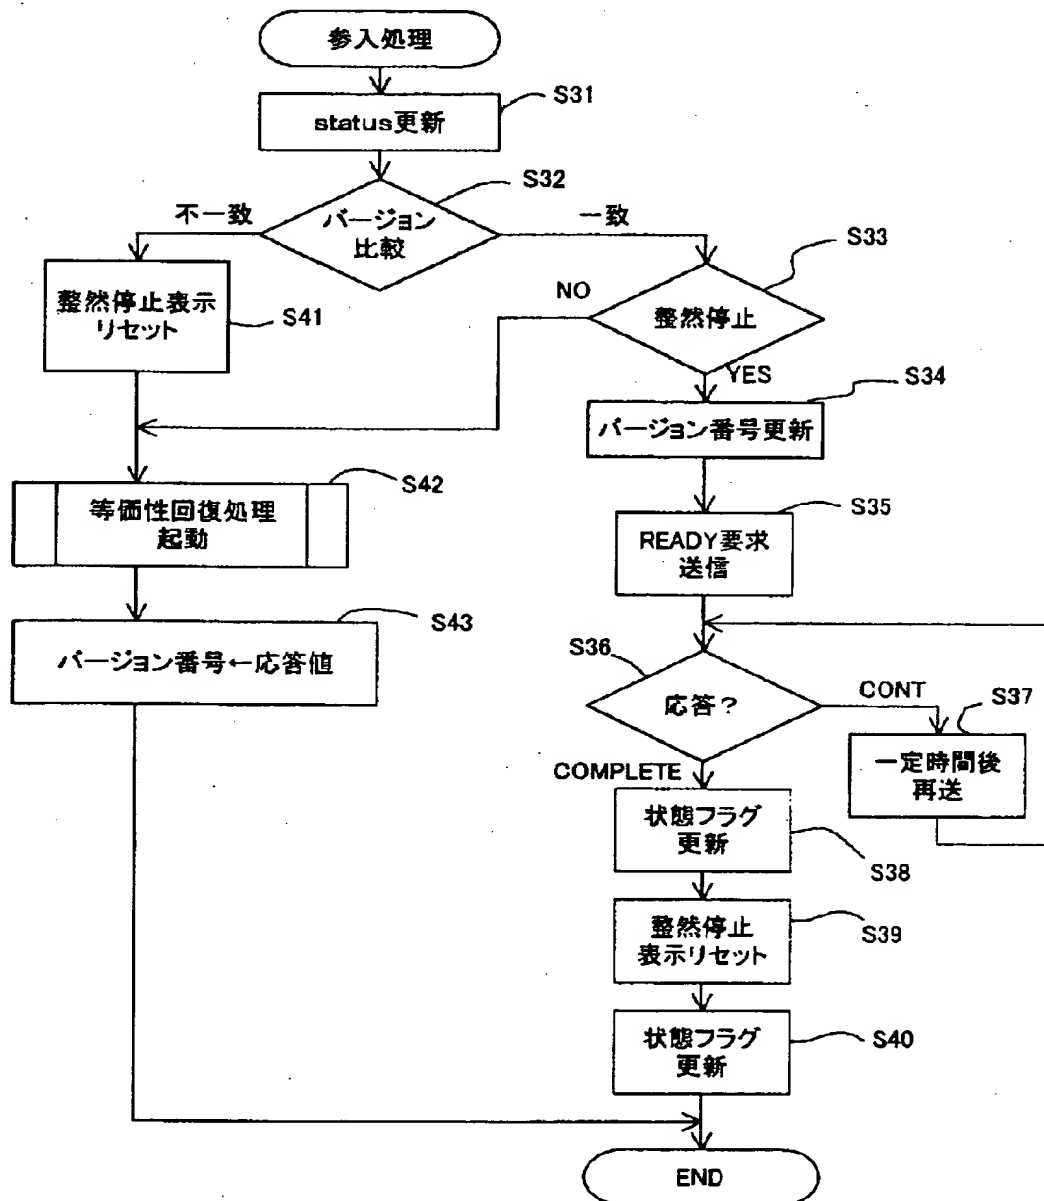 参入処理
status更新
S31
バージョン
比較
S32
不一致
一致
整然停止表示
リセット
S41
整然停止
S33
NO
YES
バージョン番号更新
S34
READY要求
送信
S35
等価性回復処理
起動
S42
バージョン番号←応答値
S43
応答?
S36
CONT
一定時間後
再送
S37
COMPLETE
状態フラグ
更新
S38
整然停止
表示リセット
S39
状態フラグ
更新
S40
END